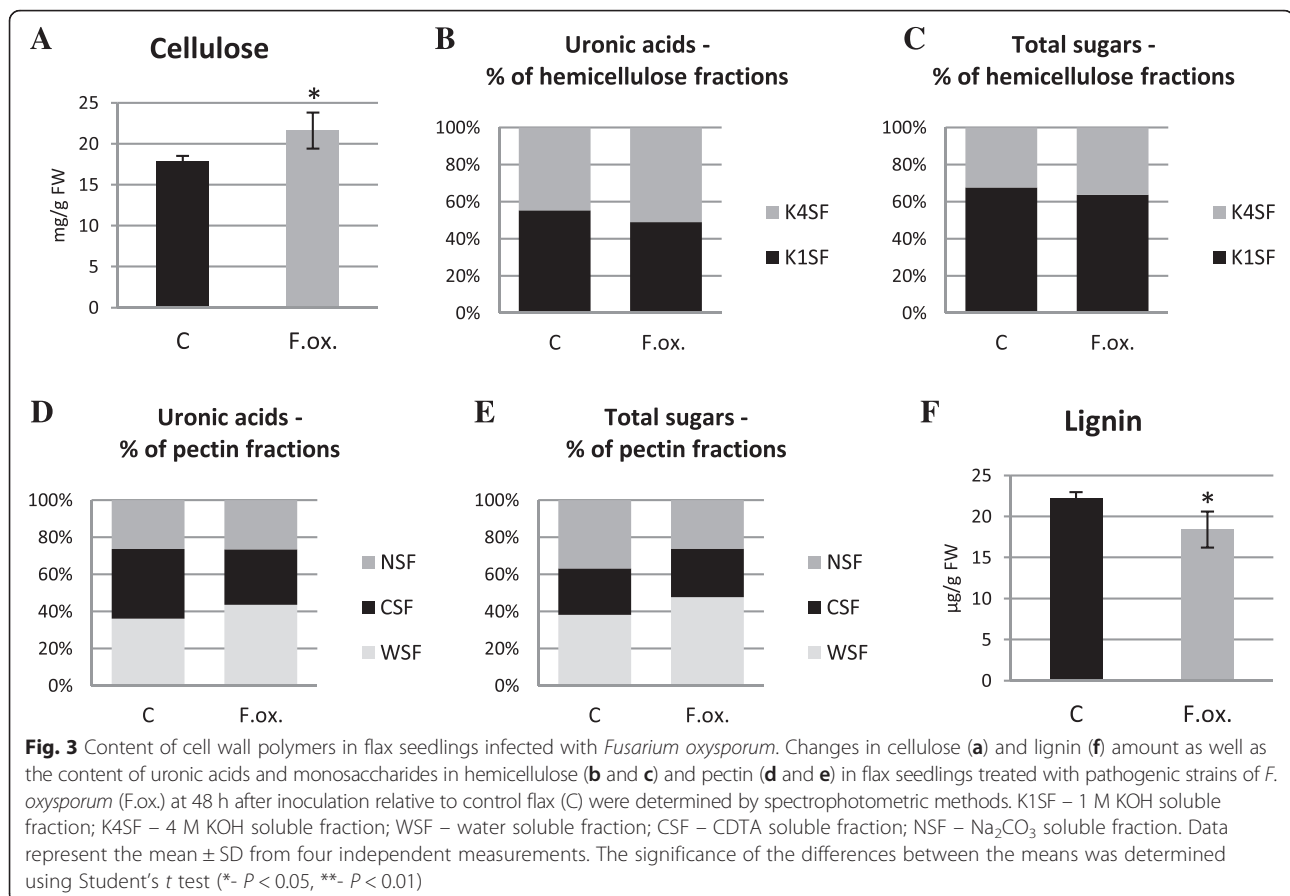 A
Cellulose
*
25
20
15
10
5
0
mg/g FW
C F.ox.
B
Uronic acids -
% of hemicellulose fractions
100%
80%
60%
40%
20%
0%
K4SF
K1SF
C F.ox.
C
Total sugars -
% of hemicellulose fractions
100%
80%
60%
40%
20%
0%
K4SF
K1SF
C F.ox.
D
Uronic acids -
% of pectin fractions
100%
80%
60%
40%
20%
0%
NSF
CSF
WSF
C F.ox.
E
Total sugars -
% of pectin fractions
100%
80%
60%
40%
20%
0%
NSF
CSF
WSF
C F.ox.
F
Lignin
*
25
20
15
10
5
0
µg/g FW
C F.ox.
Fig. 3 Content of cell wall polymers in flax seedlings infected with Fusarium oxysporum. Changes in cellulose (a) and lignin (f) amount as well as
the content of uronic acids and monosaccharides in hemicellulose (b and c) and pectin (d and e) in flax seedlings treated with pathogenic strains of F.
oxysporum (F.ox.) at 48 h after inoculation relative to control flax (C) were determined by spectrophotometric methods. K1SF – 1 M KOH soluble
fraction; K4SF – 4 M KOH soluble fraction; WSF – water soluble fraction; CSF – CDTA soluble fraction; NSF – Na₂CO₃ soluble fraction. Data
represent the mean ± SD from four independent measurements. The significance of the differences between the means was determined
using Student’s t test (*- P < 0.05, **- P < 0.01)